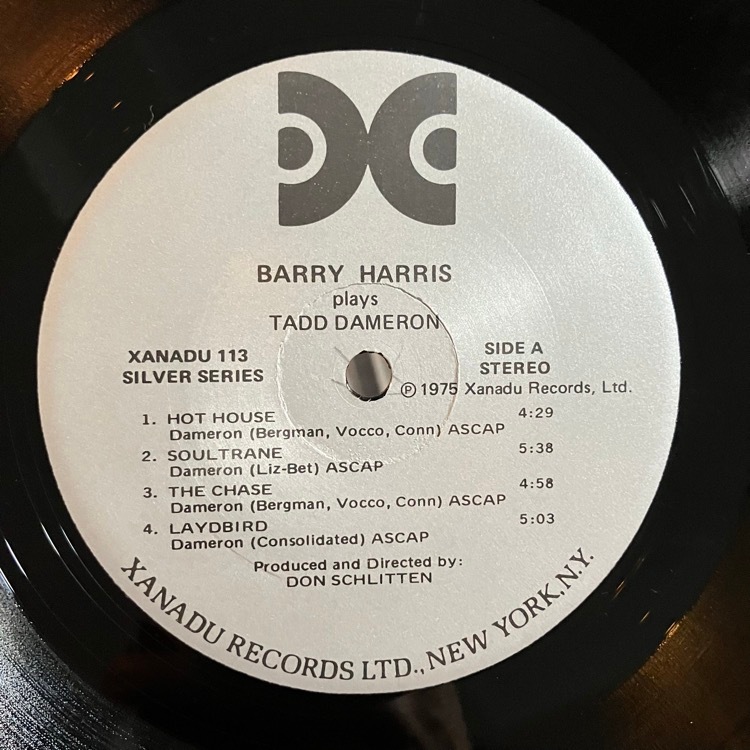 BARRY HARRIS
plays
TADD DAMERON
XANADU 113
SILVER SERIES
SIDE A
STEREO
℗ 1975 Xanadu Records, Ltd.
1. HOT HOUSE 4:29
Dameron (Bergman, Vocco, Conn) ASCAP
2. SOULTRANE 5:38
Dameron (Liz-Bet) ASCAP
3. THE CHASE 4:58
Dameron (Bergman, Vocco, Conn) ASCAP
4. LAYDBIRD 5:03
Dameron (Consolidated) ASCAP
Produced and Directed by:
DON SCHLITTEN
XANADU RECORDS LTD., NEW YORK, N.Y.